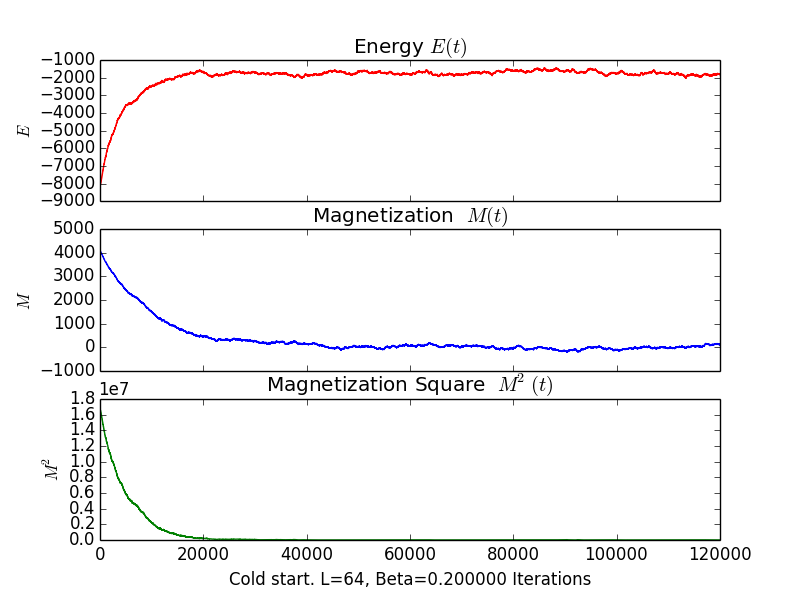 Energy E(t)
−1000
−2000
−3000
−4000
−5000
−6000
−7000
−8000
−9000
E
Magnetization M(t)
5000
4000
3000
2000
1000
0
−1000
M
Magnetization Square M² (t)
1e7
1.8
1.6
1.4
1.2
1.0
0.8
0.6
0.4
0.2
0.0
M²
0 20000 40000 60000 80000 100000 120000
Cold start. L=64, Beta=0.200000 Iterations